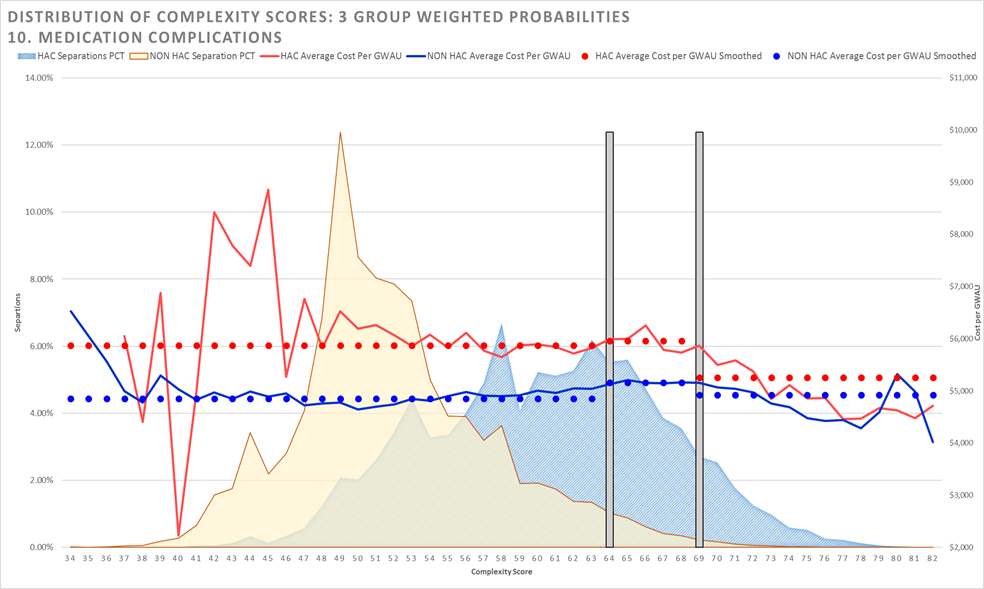 DISTRIBUTION OF COMPLEXITY SCORES: 3 GROUP WEIGHTED PROBABILITIES
10. MEDICATION COMPLICATIONS
HAC Separations PCT NON HAC Separation PCT HAC Average Cost Per GWAU NON HAC Average Cost Per GWAU HAC Average Cost per GWAU Smoothed NON HAC Average Cost per GWAU Smoothed
14.00%
12.00%
10.00%
8.00%
6.00%
4.00%
2.00%
0.00%
Separtions
$11,000
$10,000
$9,000
$8,000
$7,000
$6,000
$5,000
$4,000
$3,000
$2,000
Cost per GWAU
34 35 36 37 38 39 40 41 42 43 44 45 46 47 48 49 50 51 52 53 54 55 56 57 58 59 60 61 62 63 64 65 66 67 68 69 70 71 72 73 74 75 76 77 78 79 80 81 82
Complexity Score